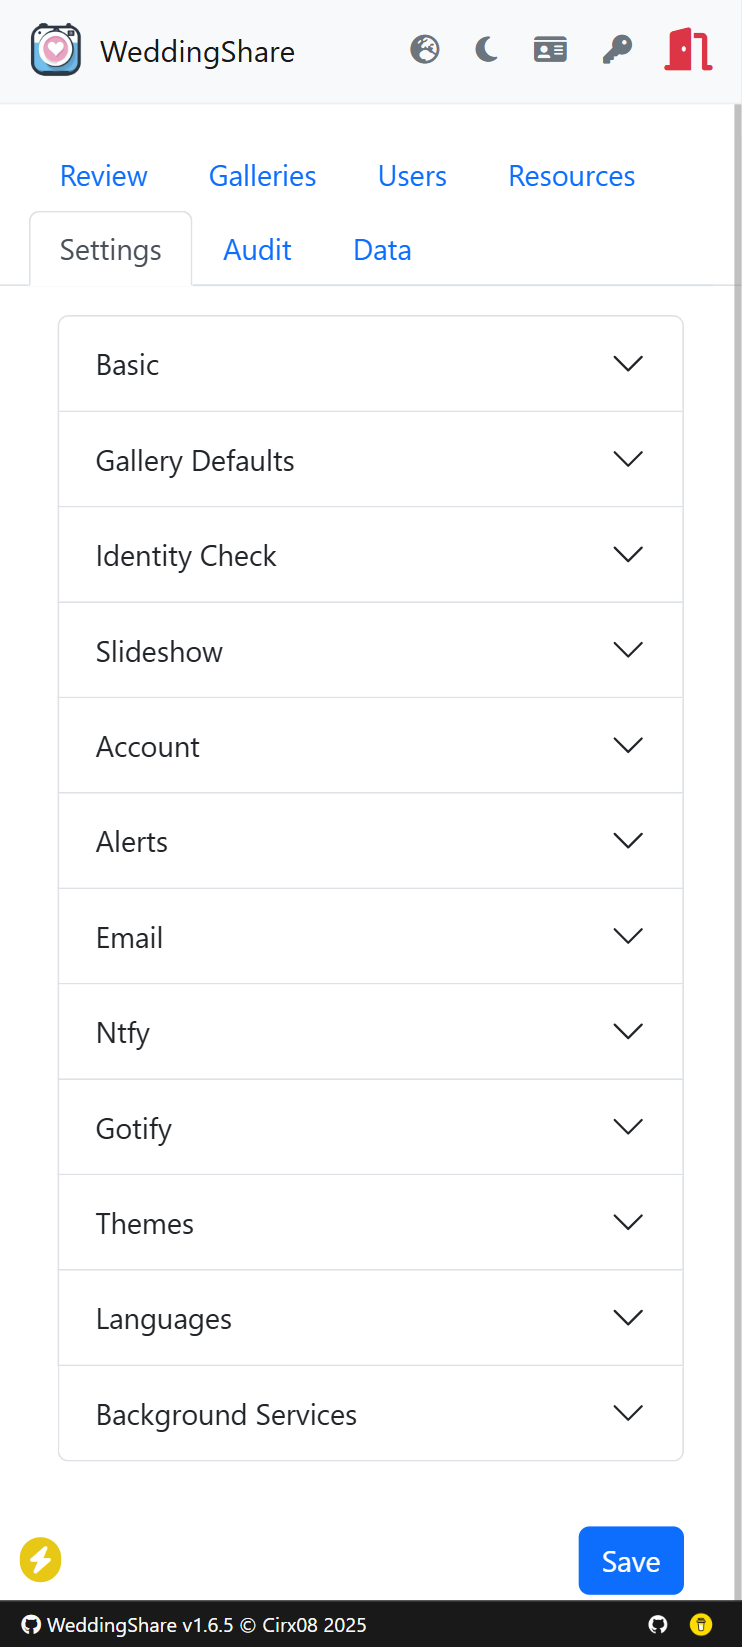 WeddingShare
Review Galleries Users Resources
Settings Audit Data
Basic
Gallery Defaults
Identity Check
Slideshow
Account
Alerts
Email
Ntfy
Gotify
Themes
Languages
Background Services
Save
WeddingShare v1.6.5 © Cirx08 2025